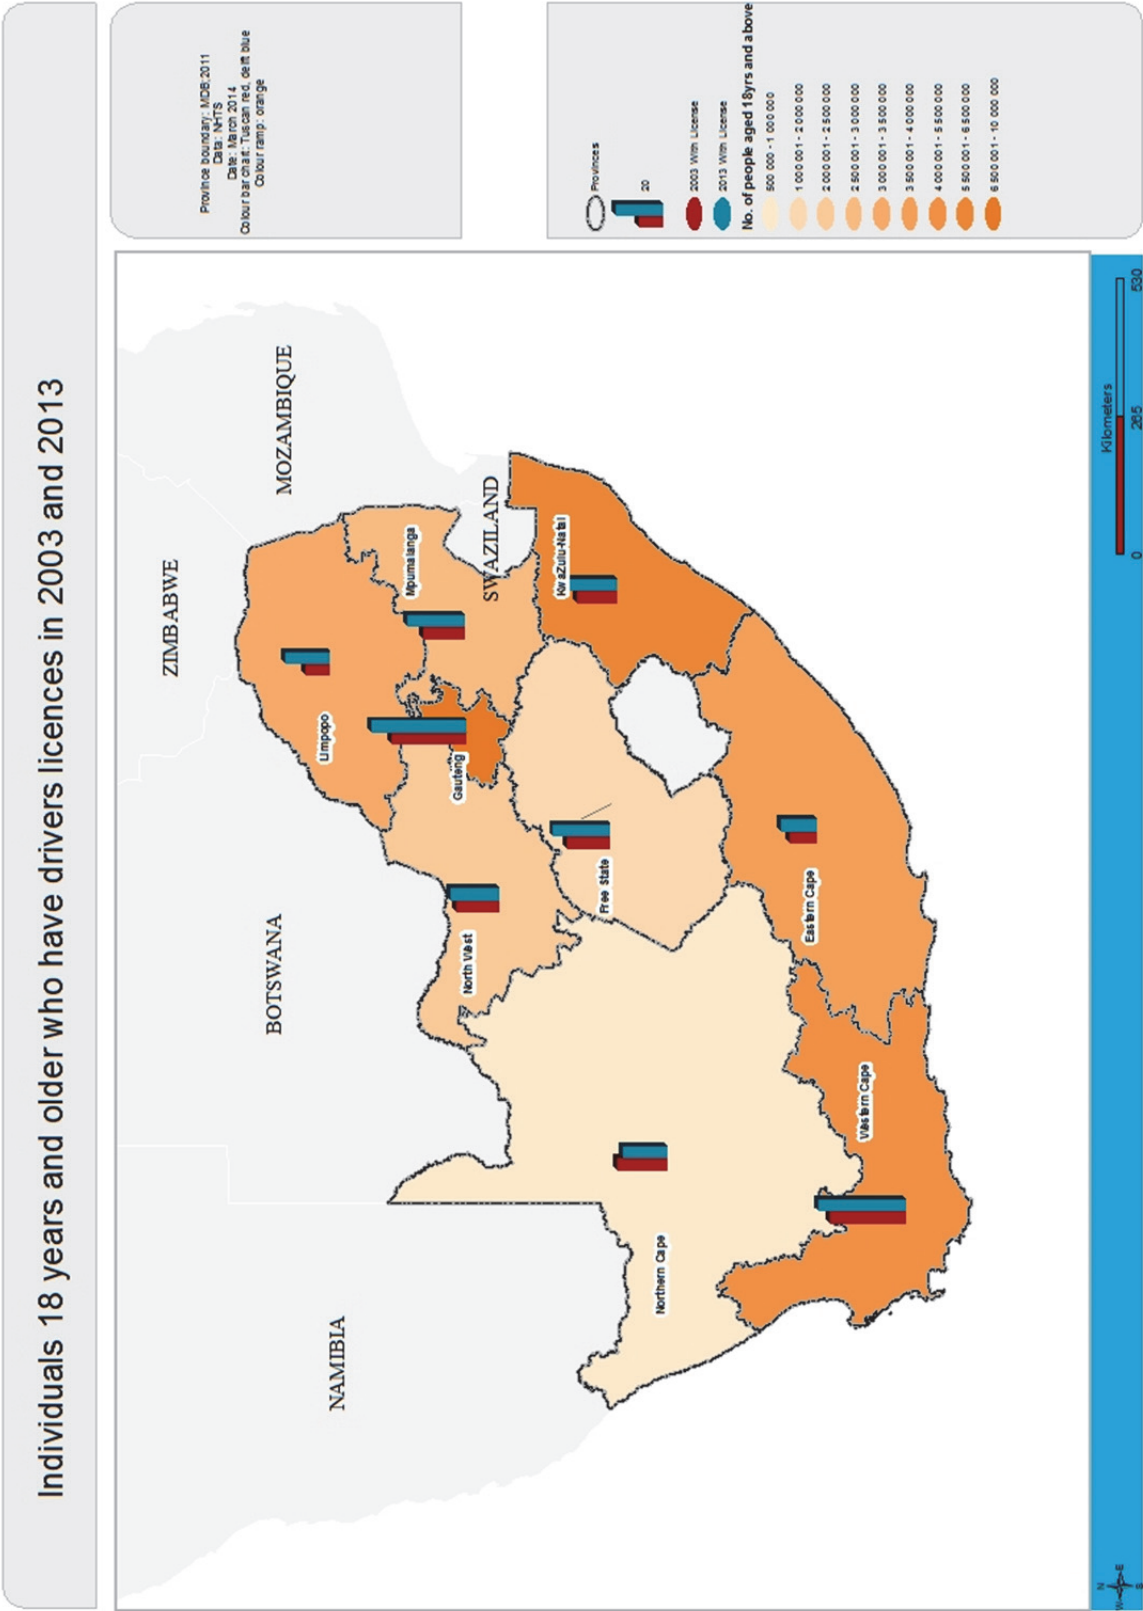 Individuals 18 years and older who have drivers licences in 2003 and 2013
Province boundary: MDB:2011
Data: NHTS
Date: March 2014
Colour bar chart: Tuscan red, delft blue
Colour ramp: orange
NAMIBIA
BOTSWANA
ZIMBABWE
MOZAMBIQUE
SWAZILAND
Limpopo
Mpumalanga
Gauteng
North West
Free State
KwaZulu-Natal
Northern Cape
Eastern Cape
Western Cape
Provinces
20
2003 With License
2013 With License
No. of people aged 18yrs and above
500 000 - 1 000 000
1 000 001 - 2 000 000
2 000 001 - 2 500 000
2 500 001 - 3 000 000
3 000 001 - 3 500 000
3 500 001 - 4 000 000
4 000 001 - 5 500 000
5 500 001 - 6 500 000
6 500 001 - 10 000 000
N
W E
S
Kilometers
0 265 530